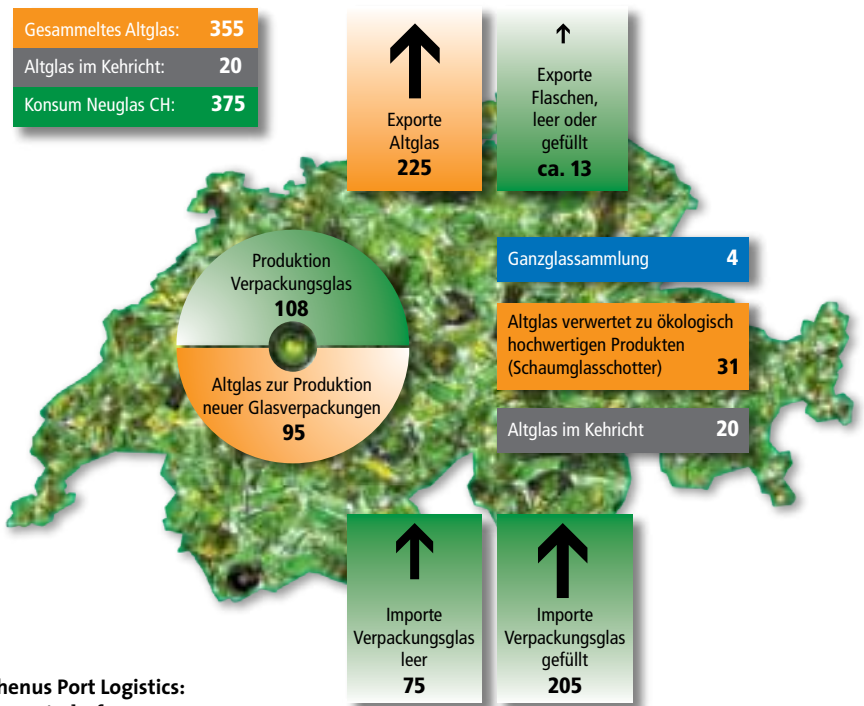 Gesammeltes Altglas: 355
Altglas im Kehricht: 20
Konsum Neuglas CH: 375
Exporte
Altglas
225
Exporte
Flaschen,
leer oder
gefüllt
ca. 13
Produktion
Verpackungsglas
108
Altglas zur Produktion
neuer Glasverpackungen
95
Ganzglassammlung 4
Altglas verwertet zu ökologisch
hochwertigen Produkten
(Schaumglasschotter) 31
Altglas im Kehricht 20
Importe
Verpackungsglas
leer
75
Importe
Verpackungsglas
gefüllt
205
henus Port Logistics: